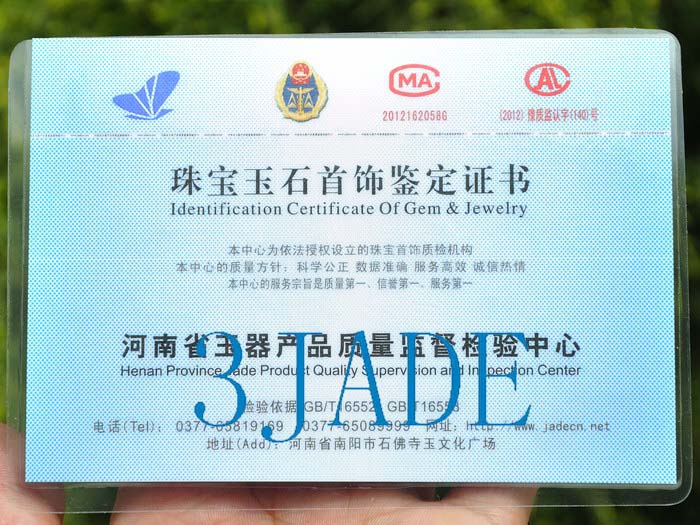 CMA
AL
2012162058G
(2012) 豫质监认字(140)号
珠宝玉石首饰鉴定证书
Identification Certificate Of Gem & Jewelry
本中心为依法授权设立的珠宝首饰质检机构
本中心的质量方针：科学公正 数据准确 服务高效 诚信热情
本中心的服务宗旨是质量第一、信誉第一、服务第一
河南省玉器产品质量监督检验中心
Henan Province Jade Product Quality Supervision and Inspection Center
3 JADE
检验依据 GB/T16552 GB/T16553
电话(Tel)： 0377-65819169 0377-65089999 网址：http://www.jadecn.net
地址(Add)：河南省南阳市石佛寺玉文化广场